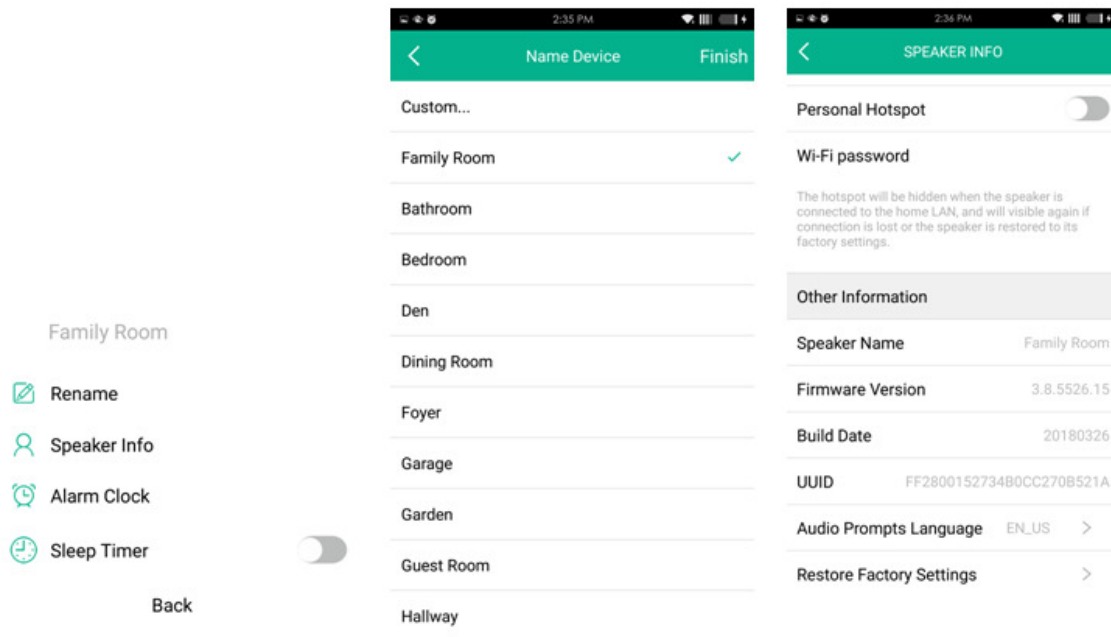 Family Room
Rename
Speaker Info
Alarm Clock
Sleep Timer
Back
2:35 PM
Name Device
Finish
Custom...
Family Room
Bathroom
Bedroom
Den
Dining Room
Foyer
Garage
Garden
Guest Room
Hallway
2:36 PM
SPEAKER INFO
Personal Hotspot
Wi-Fi password
The hotspot will be hidden when the speaker is
connected to the home LAN, and will visible again if
connection is lost or the speaker is restored to its
factory settings.
Other Information
Speaker Name Family Room
Firmware Version 3.8.5526.15
Build Date 20180326
UUID FF2800152734B0CC270B521A
Audio Prompts Language EN_US >
Restore Factory Settings >